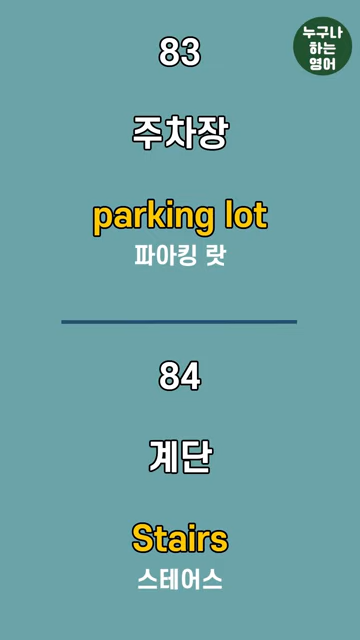 83
누구나
하는
영어
주차장
parking lot
파아킹 랏
84
계단
Stairs
스테어스